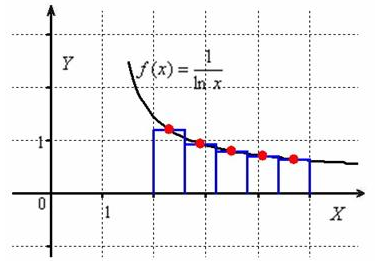 Y
f(x) = 1/ln x
1
0
1
X